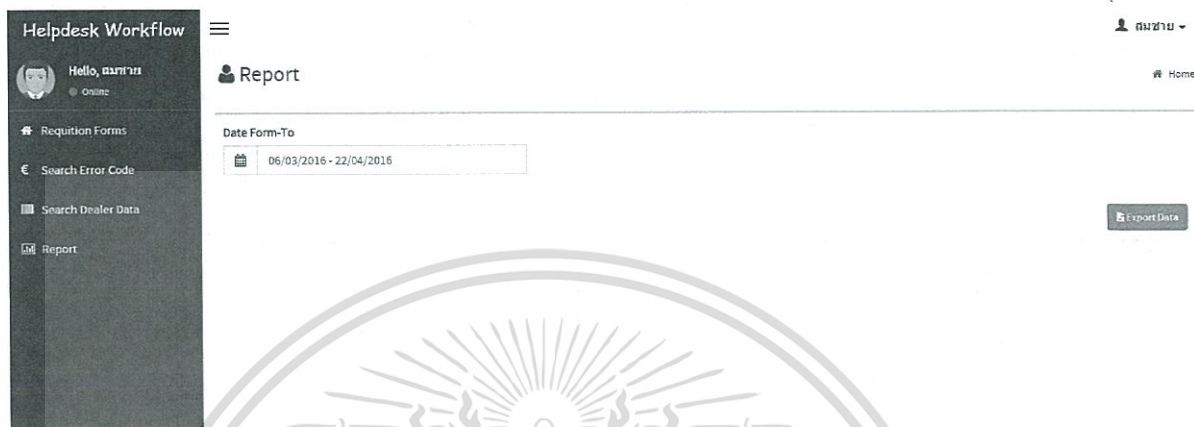 Helpdesk Workflow
สมชาย
Hello, สมชาย
Online
Report
Home
Requition Forms
Search Error Code
Search Dealer Data
Report
Date Form-To
06/03/2016 - 22/04/2016
Export Data